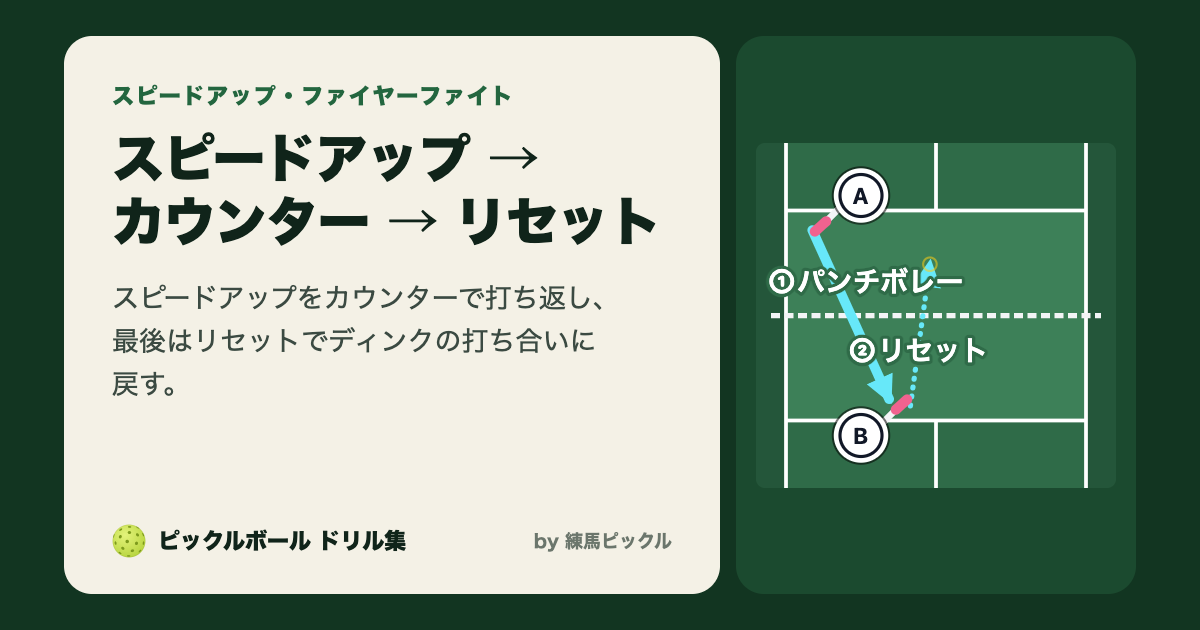 スピードアップ・ファイヤーファイト
スピードアップ →
カウンター → リセット
スピードアップをカウンターで打ち返し、
最後はリセットでディンクの打ち合いに
戻す。
ピックルボール ドリル集
by 練馬ピックル
A
①パンチボレー
②リセット
B